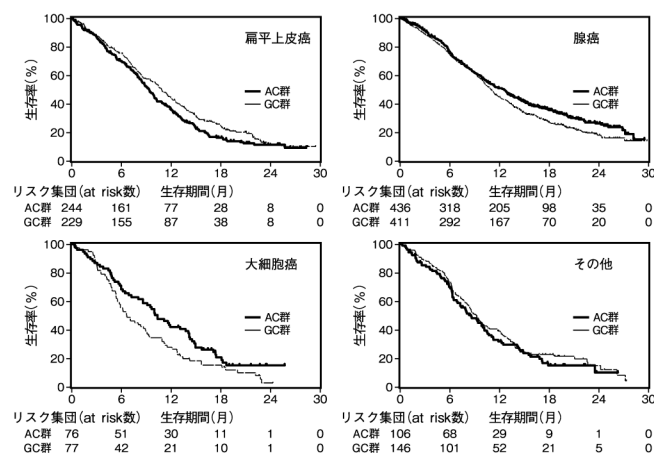 扁平上皮癌
生存率(%)
100
80
60
40
20
0
AC群
GC群
0 6 12 18 24 30
リスク集団(at risk数) 生存期間(月)
AC群 244 161 77 28 8 0
GC群 229 155 87 38 8 0
腺癌
生存率(%)
100
80
60
40
20
0
AC群
GC群
0 6 12 18 24 30
リスク集団(at risk数) 生存期間(月)
AC群 436 318 205 98 35 0
GC群 411 292 167 70 20 0
大細胞癌
生存率(%)
100
80
60
40
20
0
AC群
GC群
0 6 12 18 24 30
リスク集団(at risk数) 生存期間(月)
AC群 76 51 30 11 1 0
GC群 77 42 21 10 1 0
その他
生存率(%)
100
80
60
40
20
0
AC群
GC群
0 6 12 18 24 30
リスク集団(at risk数) 生存期間(月)
AC群 106 68 29 9 1 0
GC群 146 101 52 21 5 0